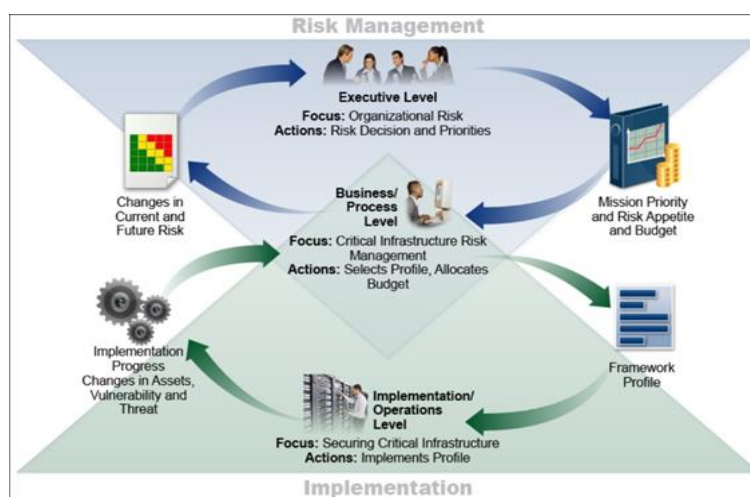 Risk Management
Executive Level
Focus: Organizational Risk
Actions: Risk Decision and Priorities
Changes in
Current and
Future Risk
Mission Priority
and Risk Appetite
and Budget
Business/
Process
Level
Focus: Critical Infrastructure Risk
Management
Actions: Selects Profile, Allocates
Budget
Implementation
Progress
Changes in Assets,
Vulnerability and
Threat
Framework
Profile
Implementation/
Operations
Level
Focus: Securing Critical Infrastructure
Actions: Implements Profile
Implementation